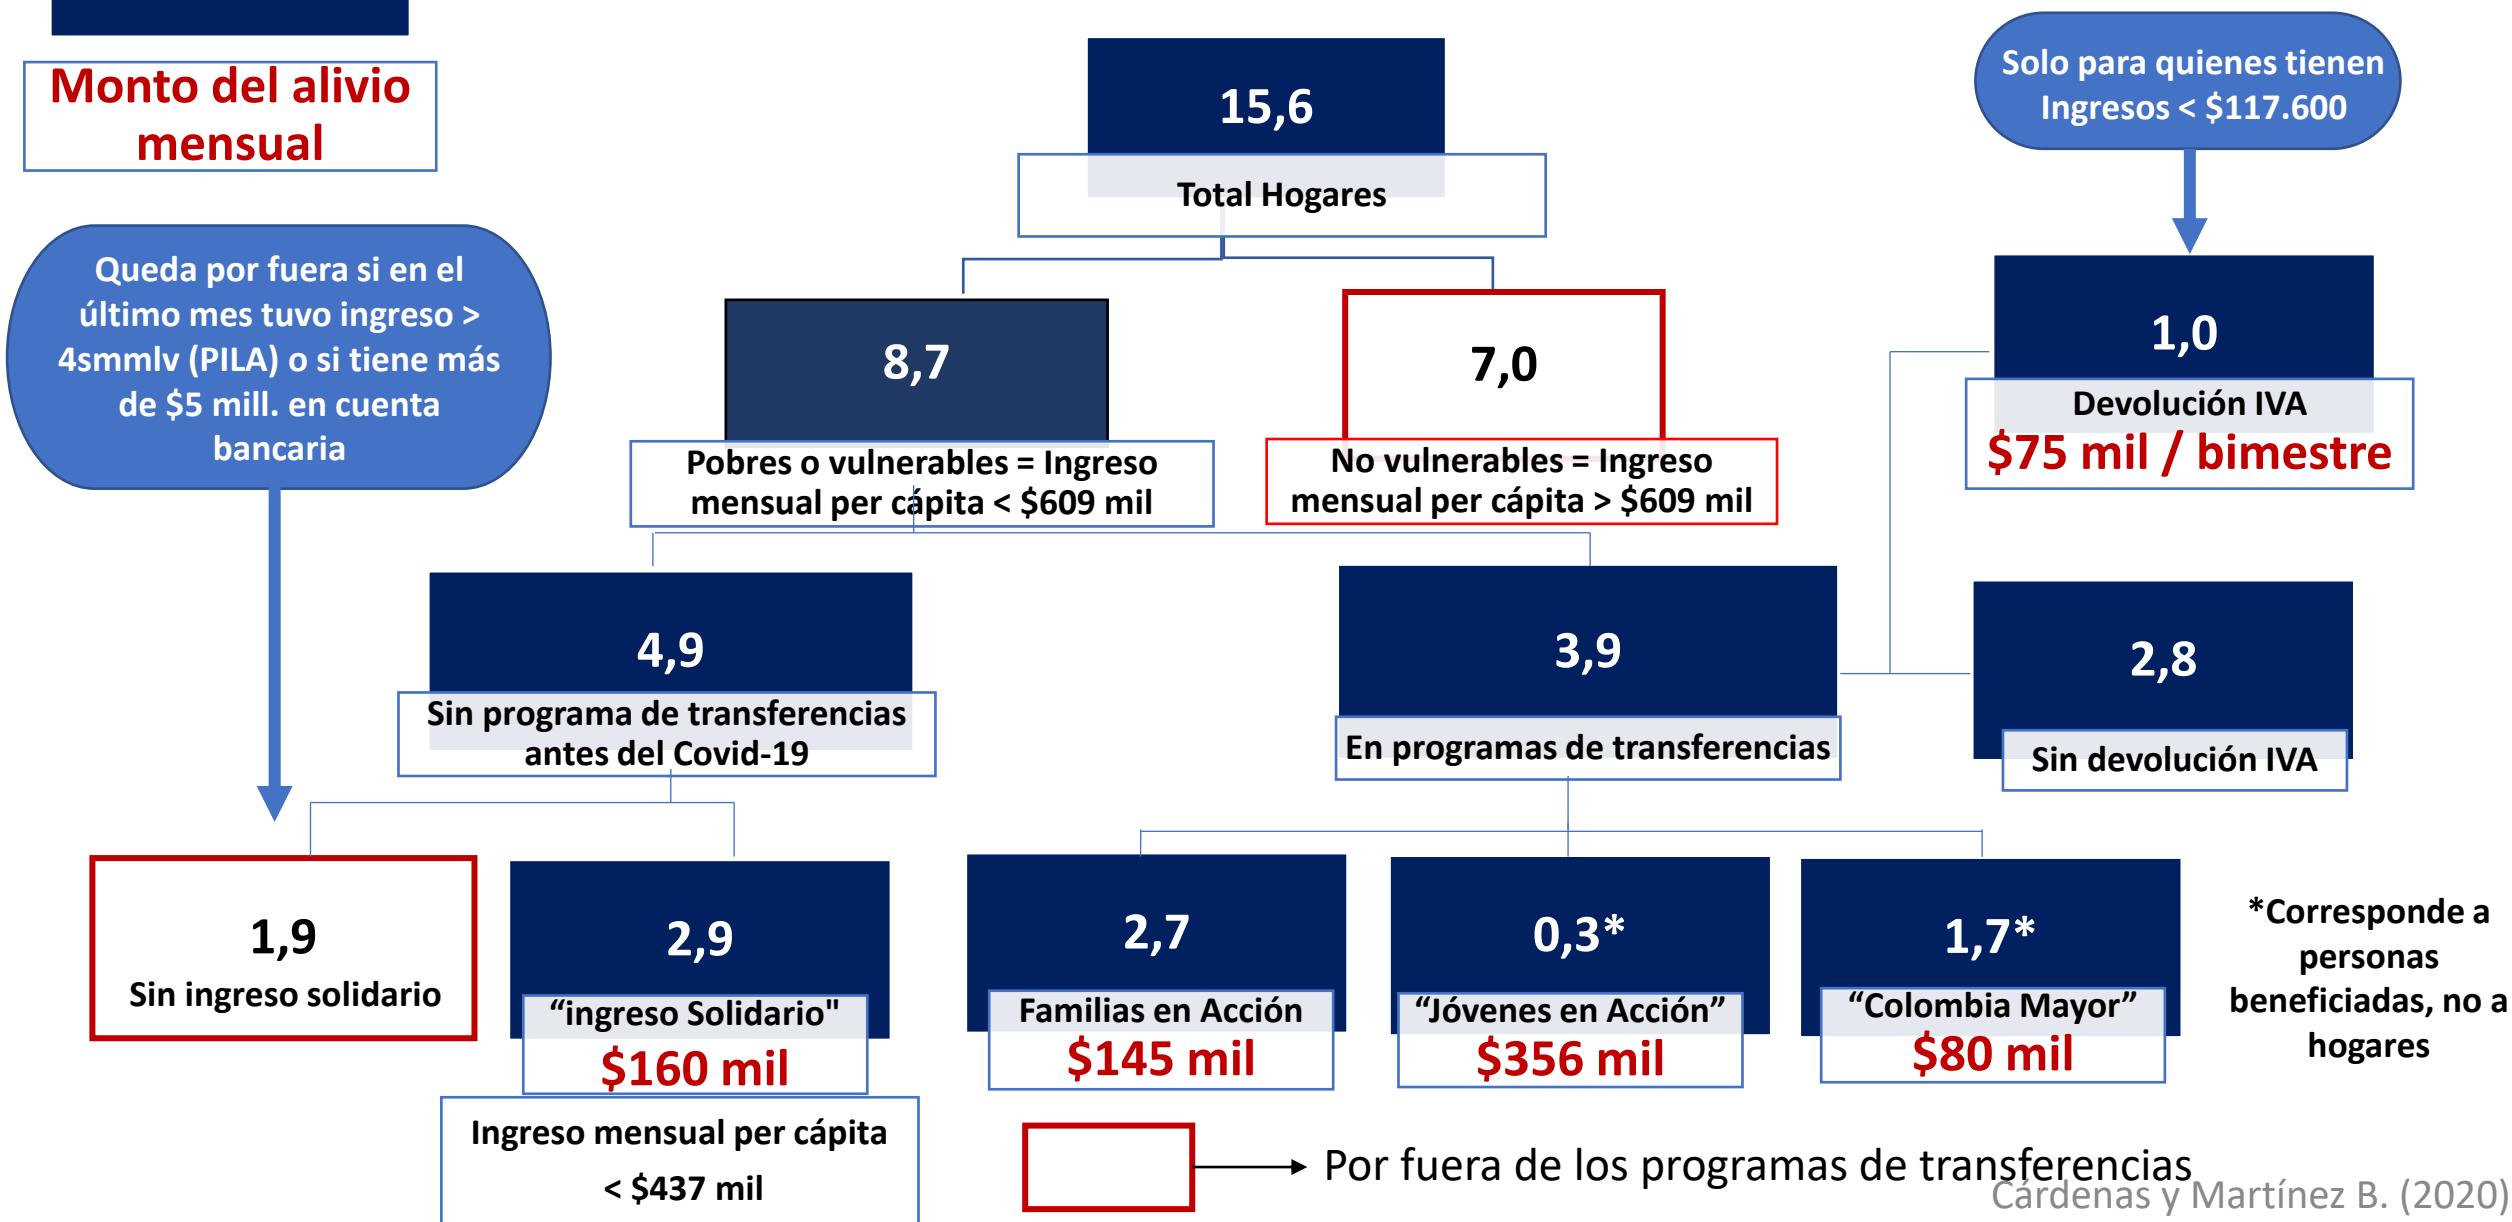 Monto del alivio
mensual
15,6
Total Hogares
Solo para quienes tienen
Ingresos < $117.600
Queda por fuera si en el
último mes tuvo ingreso >
4smmlv (PILA) o si tiene más
de $5 mill. en cuenta
bancaria
8,7
Pobres o vulnerables = Ingreso
mensual per cápita < $609 mil
7,0
No vulnerables = Ingreso
mensual per cápita > $609 mil
1,0
Devolución IVA
$75 mil / bimestre
4,9
Sin programa de transferencias
antes del Covid-19
3,9
En programas de transferencias
2,8
Sin devolución IVA
1,9
Sin ingreso solidario
2,9
“ingreso Solidario"
$160 mil
Ingreso mensual per cápita
< $437 mil
2,7
Familias en Acción
$145 mil
0,3*
“Jóvenes en Acción”
$356 mil
1,7*
“Colombia Mayor”
$80 mil
*Corresponde a
personas
beneficiadas, no a
hogares
Por fuera de los programas de transferencias
Cárdenas y Martínez B. (2020)